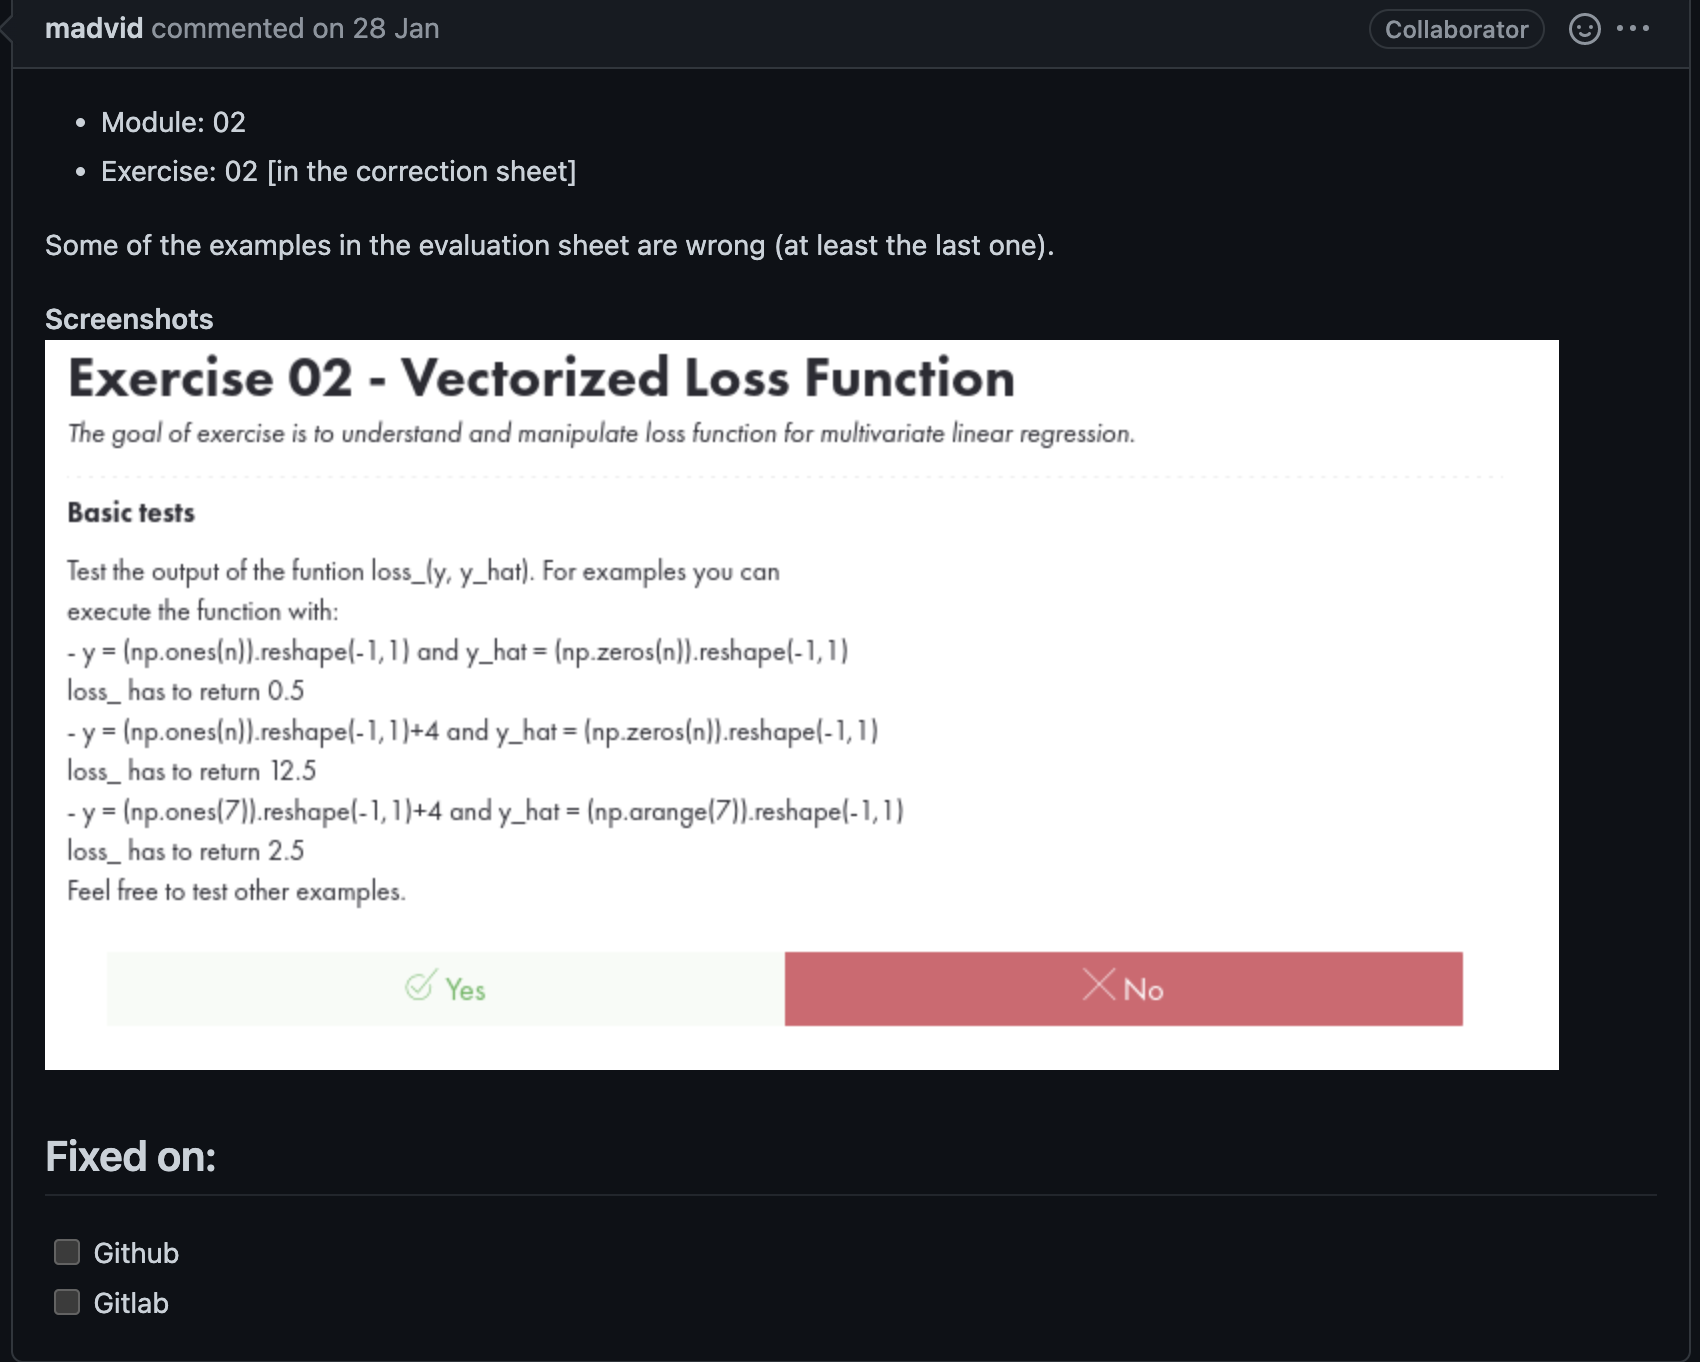 madvid commented on 28 Jan
Collaborator
• Module: 02
• Exercise: 02 [in the correction sheet]
Some of the examples in the evaluation sheet are wrong (at least the last one).
Screenshots
Exercise 02 - Vectorized Loss Function
The goal of exercise is to understand and manipulate loss function for multivariate linear regression.
Basic tests
Test the output of the funtion loss_(y, y_hat). For examples you can
execute the function with:
- y = (np.ones(n)).reshape(-1,1) and y_hat = (np.zeros(n)).reshape(-1,1)
loss_ has to return 0.5
- y = (np.ones(n)).reshape(-1,1)+4 and y_hat = (np.zeros(n)).reshape(-1,1)
loss_ has to return 12.5
- y = (np.ones(7)).reshape(-1,1)+4 and y_hat = (np.arange(7)).reshape(-1,1)
loss_ has to return 2.5
Feel free to test other examples.
Yes
No
Fixed on:
Github
Gitlab